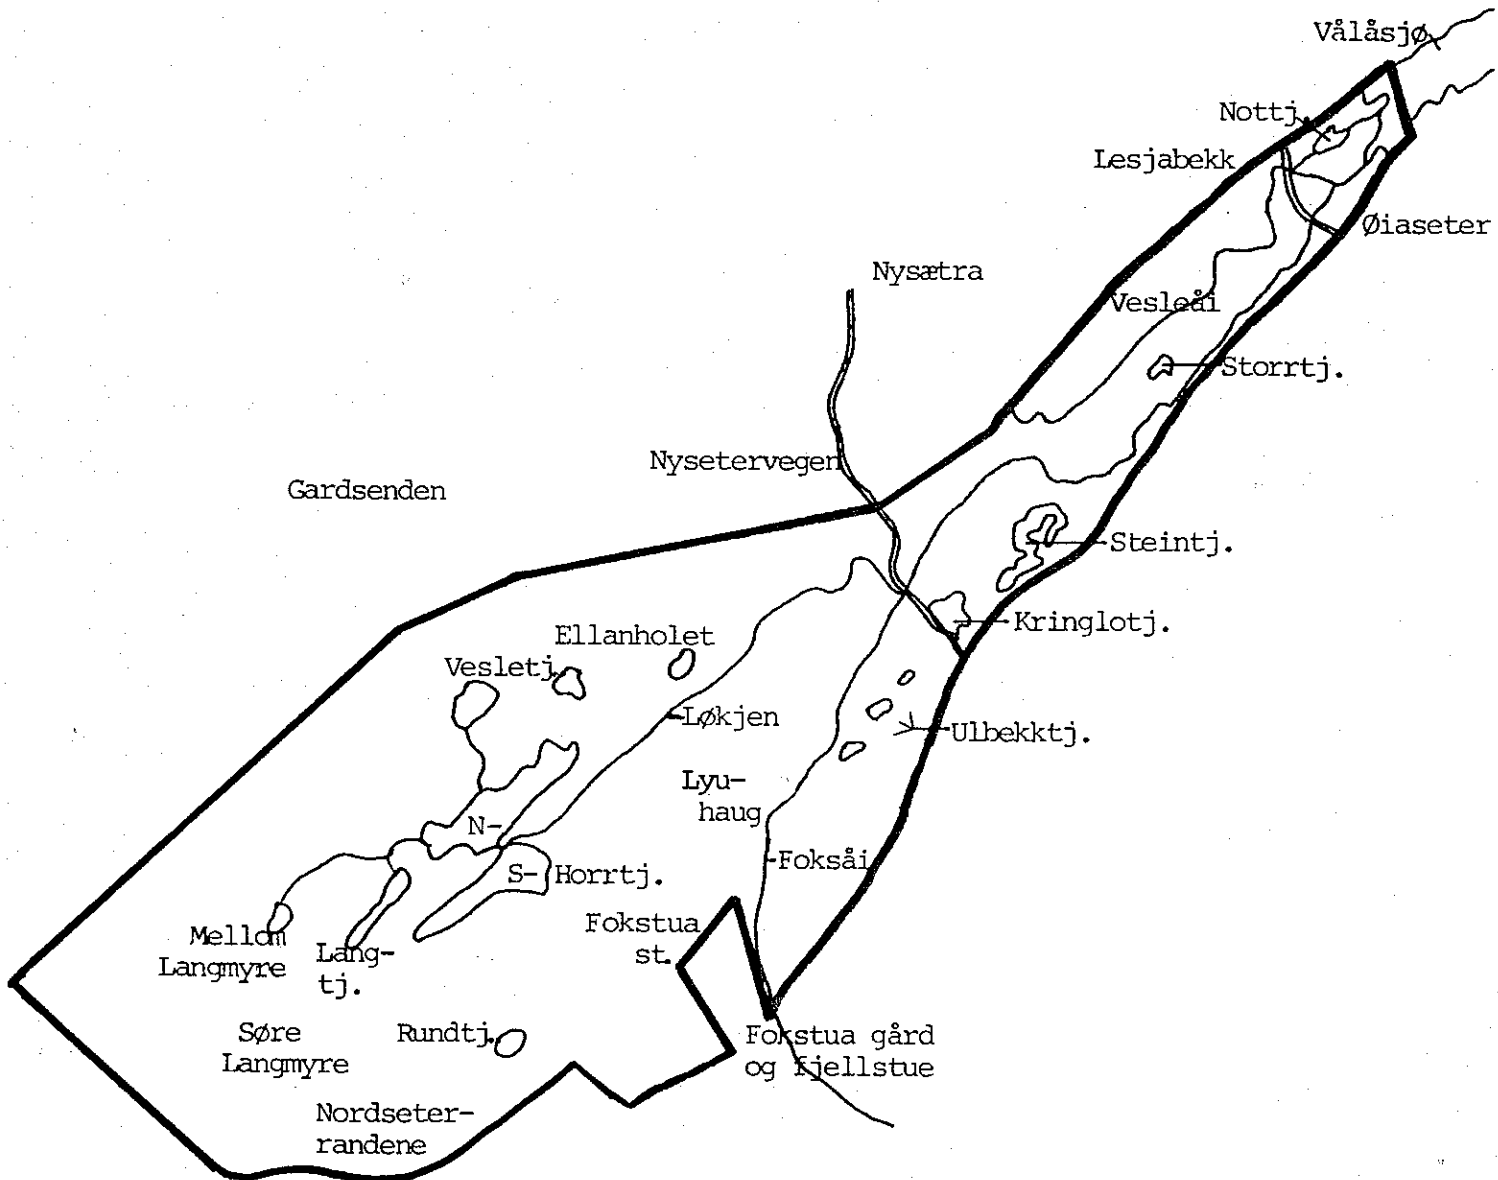 Vålåsjø
Nottj.
Lesjabekk
Øiaseter
Nysætra
Vesleåi
Storrtj.
Nysetervegen
Gardsenden
Steintj.
Kringlotj.
Ellanholet
Vesletj.
Løkjen
Ulbekktj.
Lyu-
haug
N-
Foksåi
S- Horrtj.
Fokstua
st.
Mellom
Langmyre
Lang-
tj.
Søre
Langmyre
Rundtj.
Fokstua gård
og fjellstue
Nordseter-
randene